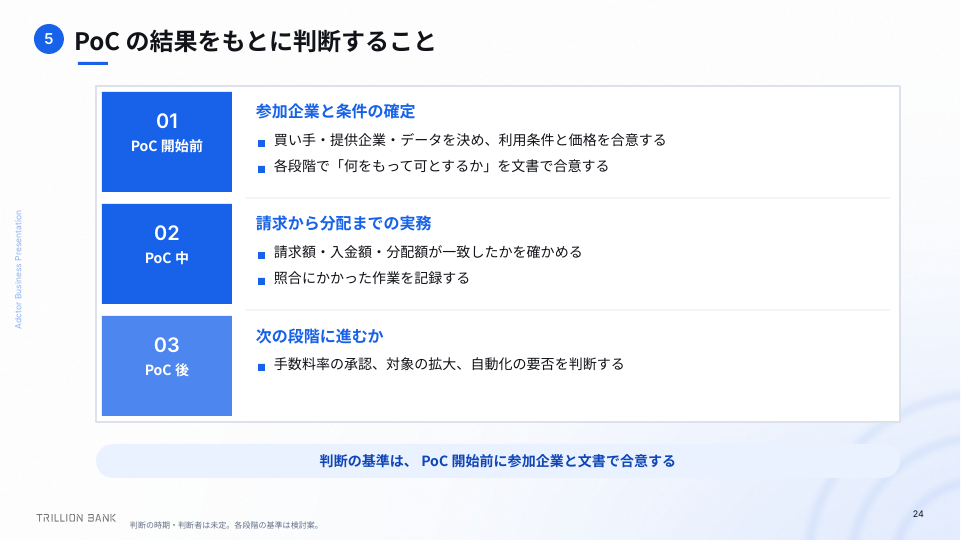 5 PoC の結果をもとに判断すること
01
PoC 開始前
参加企業と条件の確定
買い手・提供企業・データを決め、利用条件と価格を合意する
各段階で「何をもって可とするか」を文書で合意する
02
PoC 中
請求から分配までの実務
請求額・入金額・分配額が一致したかを確かめる
照合にかかった作業を記録する
03
PoC 後
次の段階に進むか
手数料率の承認、対象の拡大、自動化の要否を判断する
判断の基準は、 PoC 開始前に参加企業と文書で合意する
Adctor Business Presentation
TRILLION BANK
判断の時期・判断者は未定。各段階の基準は検討案。
24